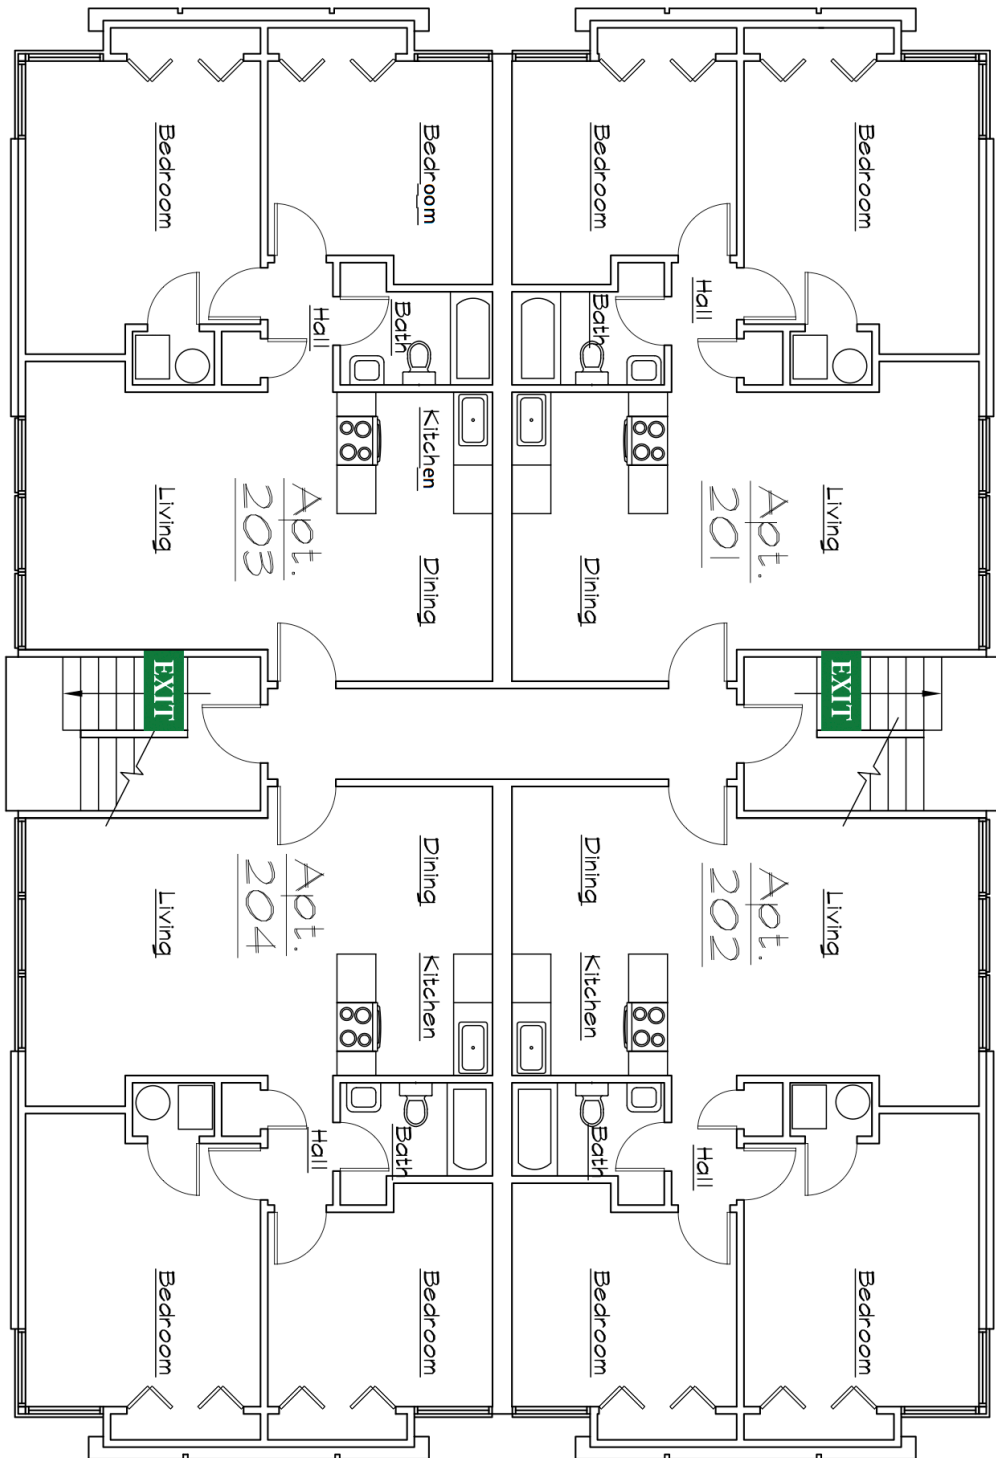 Bedroom
Bedroom
Bedroom
Bedroom
Hall
Bath
Bath
Hall
Kitchen
Living
Apt.
203
Dining
Dining
Apt.
201
Living
EXIT
EXIT
Living
Apt.
204
Dining
Kitchen
Dining
Kitchen
Apt.
202
Living
Hall
Bath
Bath
Hall
Bedroom
Bedroom
Bedroom
Bedroom